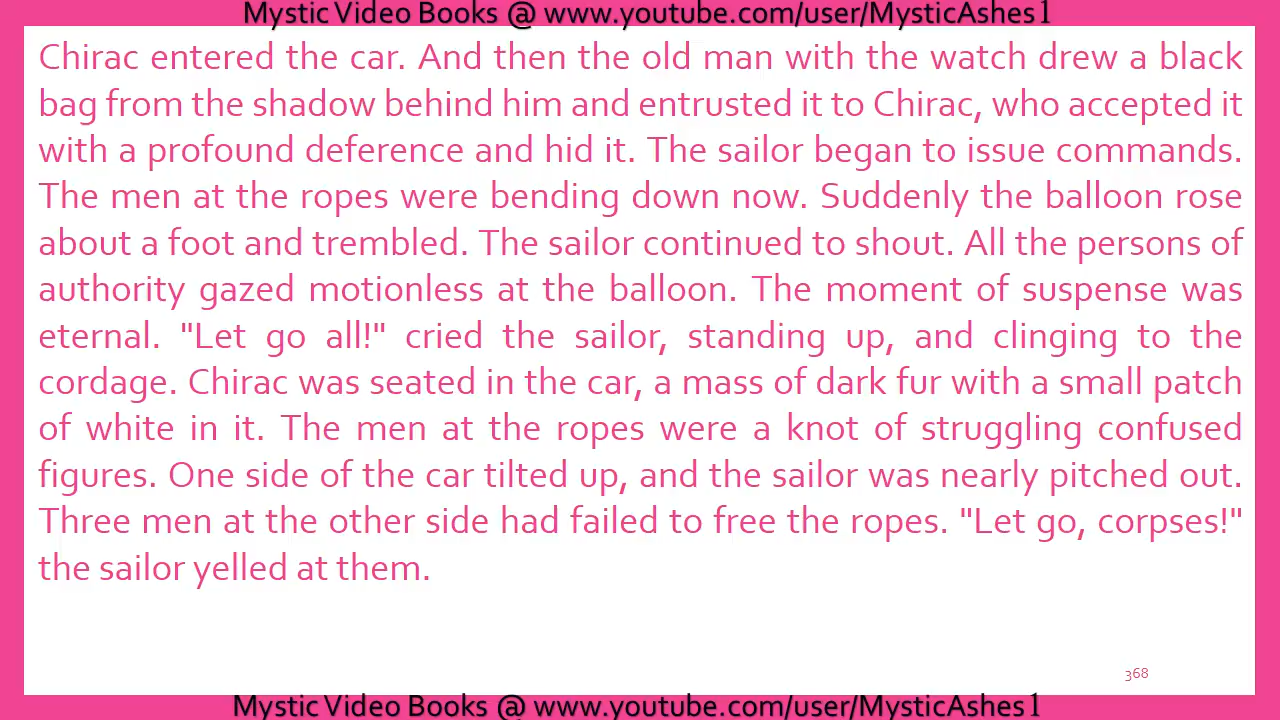 Mystic Video Books @ www.youtube.com/user/MysticAshes1
Chirac entered the car. And then the old man with the watch drew a black
bag from the shadow behind him and entrusted it to Chirac, who accepted it
with a profound deference and hid it. The sailor began to issue commands.
The men at the ropes were bending down now. Suddenly the balloon rose
about a foot and trembled. The sailor continued to shout. All the persons of
authority gazed motionless at the balloon. The moment of suspense was
eternal. "Let go all!" cried the sailor, standing up, and clinging to the
cordage. Chirac was seated in the car, a mass of dark fur with a small patch
of white in it. The men at the ropes were a knot of struggling confused
figures. One side of the car tilted up, and the sailor was nearly pitched out.
Three men at the other side had failed to free the ropes. "Let go, corpses!"
the sailor yelled at them.
368
Mystic Video Books @ www.youtube.com/user/MysticAshes1